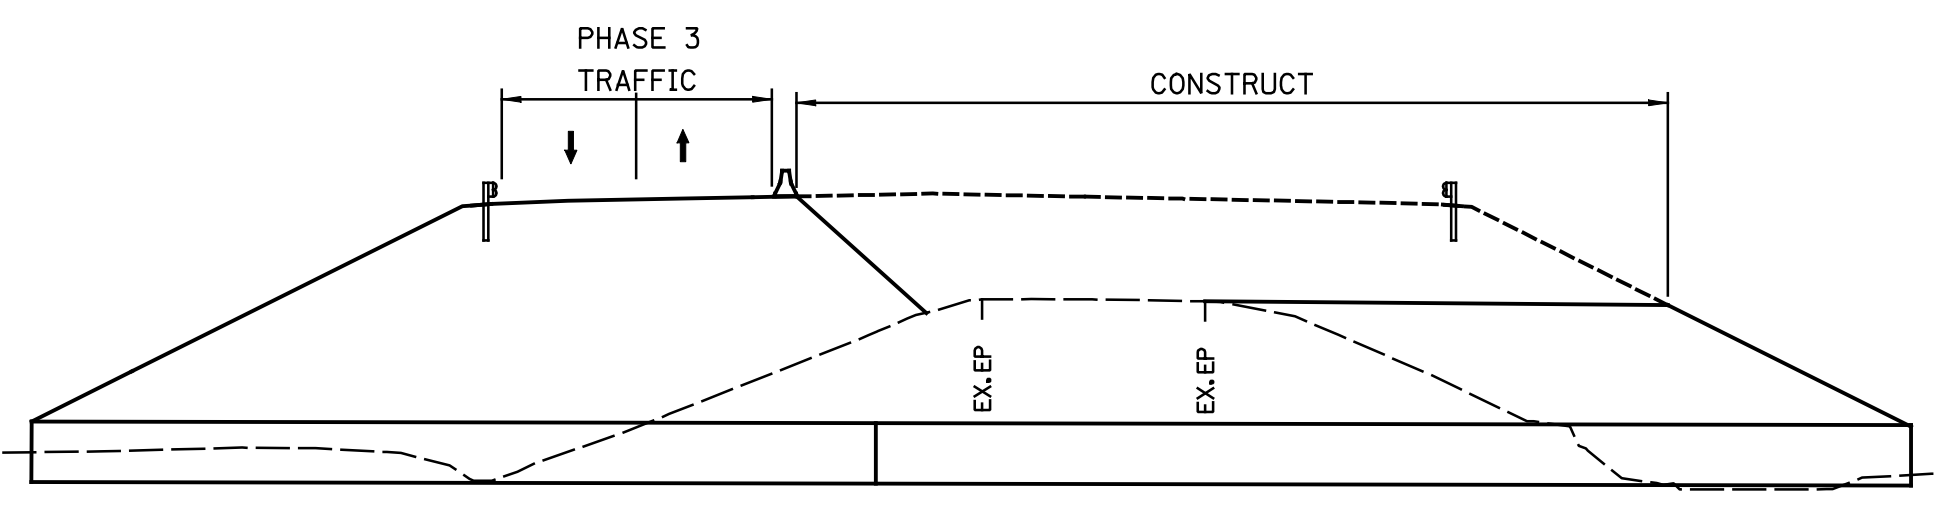 PHASE 3
TRAFFIC
CONSTRUCT
EX.EP
EX.EP